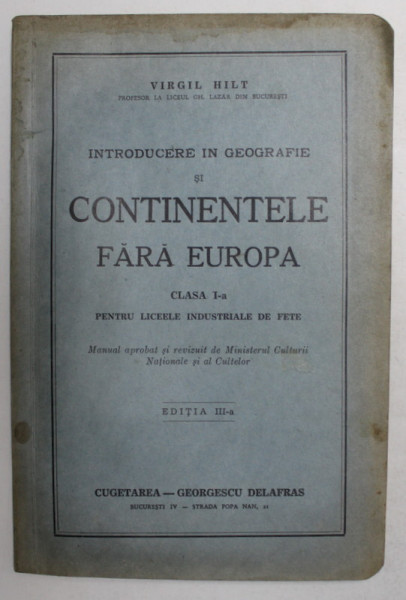 VIRGIL HILT
PROFESOR LA LICEUL GH. LAZĂR DIN BUCUREȘTI
INTRODUCERE IN GEOGRAFIE
ȘI
CONTINENTELE
FĂRĂ EUROPA
CLASA I-a
PENTRU LICEELE INDUSTRIALE DE FETE
Manual aprobat și revizuit de Ministerul Culturii
Naționale și al Cultelor
EDIȚIA III-a
CUGETAREA — GEORGESCU DELAFRAS
BUCUREȘTI IV — STRADA POPA NAN, 21